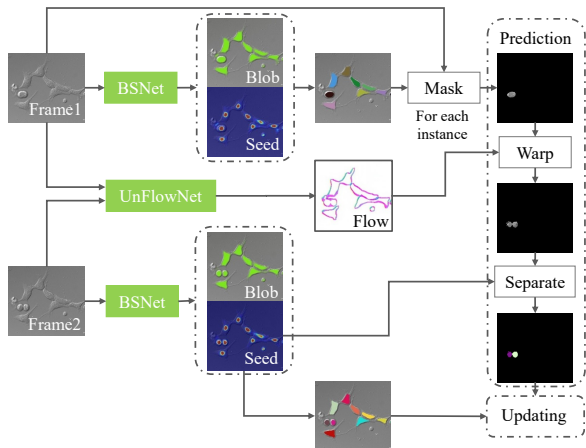 Prediction
Frame1
BSNet
Blob
Seed
Mask
For each
instance
Warp
UnFlowNet
Flow
Frame2
BSNet
Blob
Seed
Separate
Updating